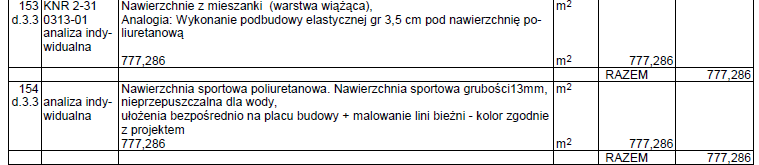 153 KNR 2-31 Nawierzchnie z mieszanki (warstwa wiążąca), m2
d.3.3 0313-01 Analogia: Wykonanie podbudowy elastycznej gr 3,5 cm pod nawierzchnię po-
analiza indy- liuretanową
widualna
777,286 m2 777,286
RAZEM 777,286
154 Nawierzchnia sportowa poliuretanowa. Nawierzchnia sportowa grubości13mm, m2
d.3.3 analiza indy- nieprzepuszczalna dla wody,
widualna ułożenia bezpośrednio na placu budowy + malowanie lini bieżni - kolor zgodnie
z projektem
777,286 m2 777,286
RAZEM 777,286